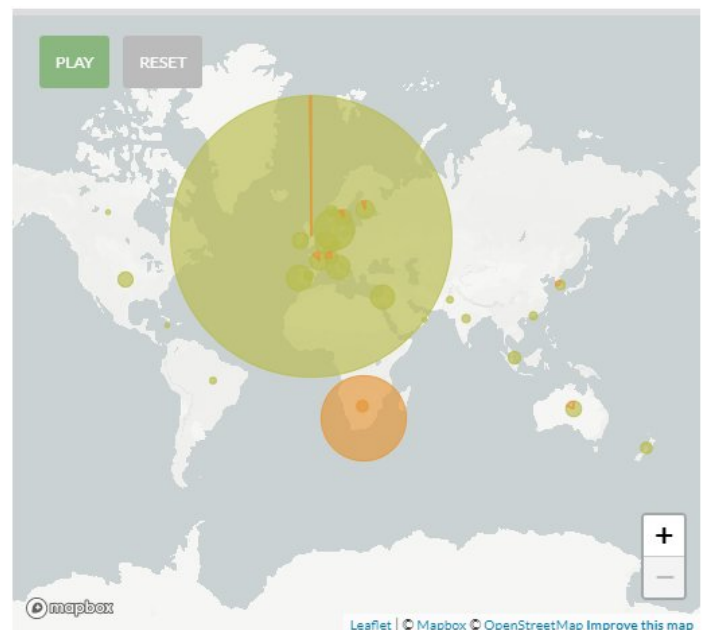 PLAY RESET
+
−
mapbox
Leaflet | © Mapbox © OpenStreetMap Improve this map